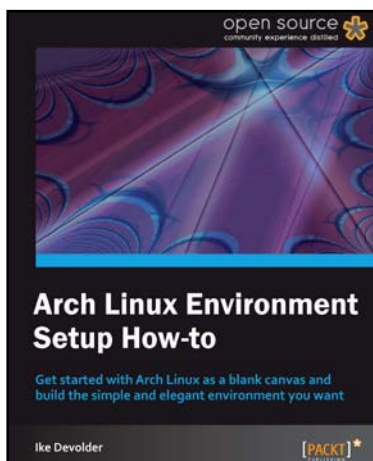 open source
community experience distilled
Arch Linux Environment
Setup How-to
Get started with Arch Linux as a blank canvas and
build the simple and elegant environment you want
Ike Devolder
[PACKT]*
PUBLISHING